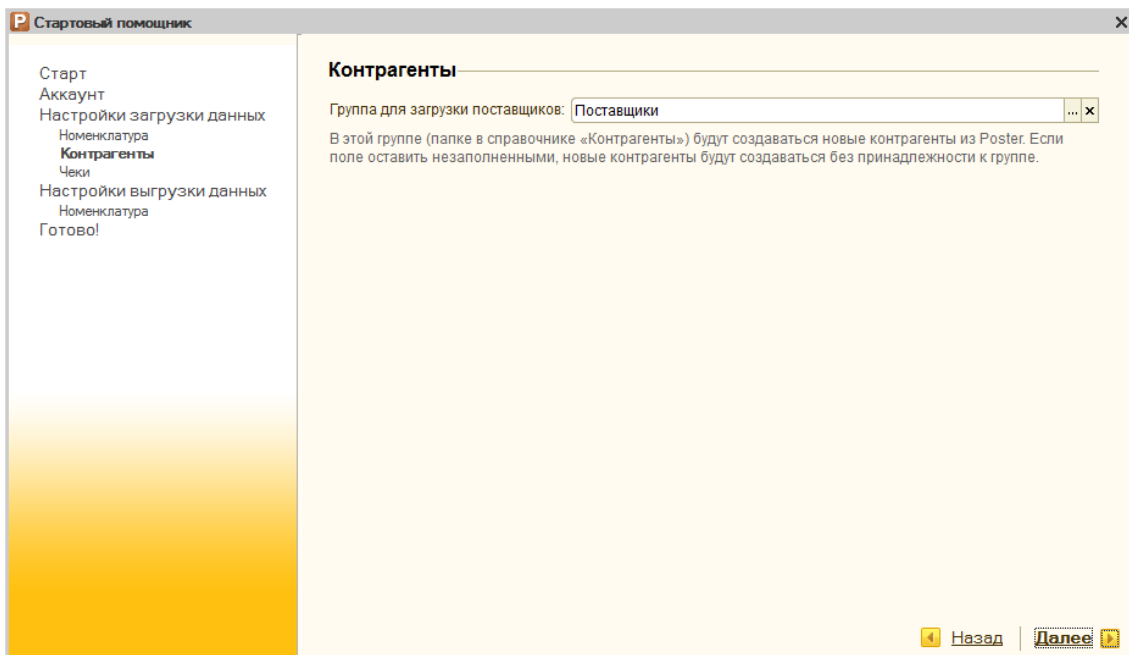 P Стартовый помощник
Старт
Аккаунт
Настройки загрузки данных
Номенклатура
Контрагенты
Чеки
Настройки выгрузки данных
Номенклатура
Готово!
Контрагенты
Группа для загрузки поставщиков: Поставщики ... x
В этой группе (папке в справочнике «Контрагенты») будут создаваться новые контрагенты из Poster. Если
поле оставить незаполненными, новые контрагенты будут создаваться без принадлежности к группе.
Назад Далее